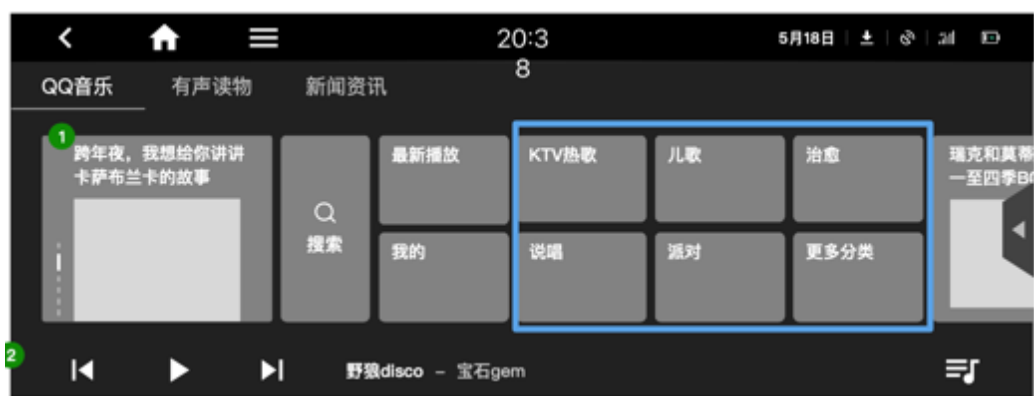 20:3
8
5月18日
QQ音乐
有声读物
新闻资讯
1
跨年夜，我想给你讲讲
卡萨布兰卡的故事
搜索
最新播放
KTV热歌
儿歌
治愈
我的
说唱
派对
更多分类
瑞克和莫蒂
一至四季BG
2
野狼disco – 宝石gem